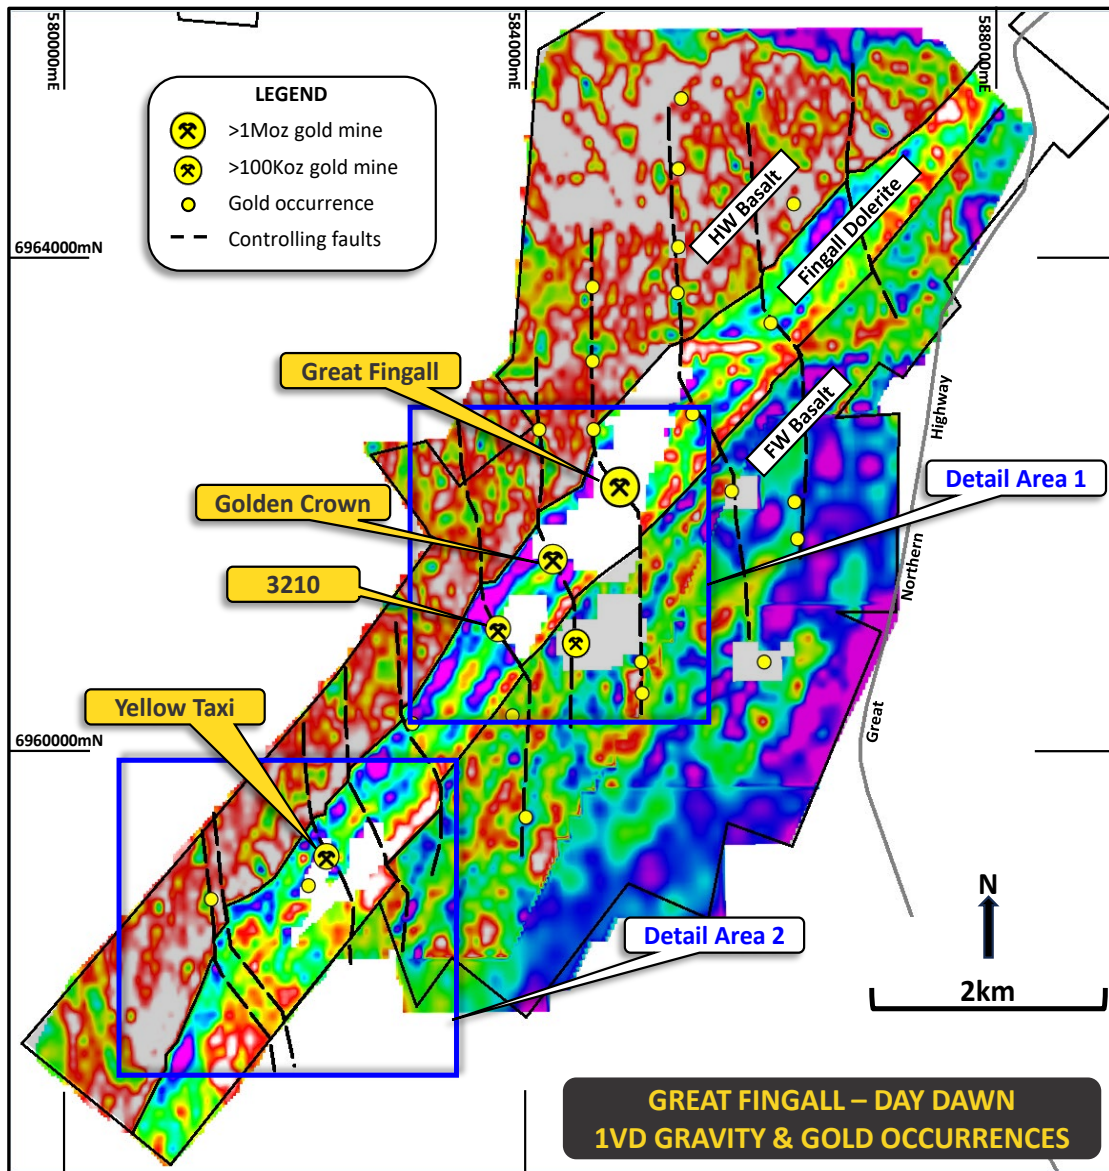 580000mE
584000mE
588000mE
LEGEND
>1Moz gold mine
>100Koz gold mine
Gold occurrence
Controlling faults
6964000mN
HW Basalt
Fingall Dolerite
FW Basalt
Great Fingall
Golden Crown
3210
Yellow Taxi
Detail Area 1
Highway
Northern
Great
6960000mN
Detail Area 2
N
2km
GREAT FINGALL – DAY DAWN
1VD GRAVITY & GOLD OCCURRENCES